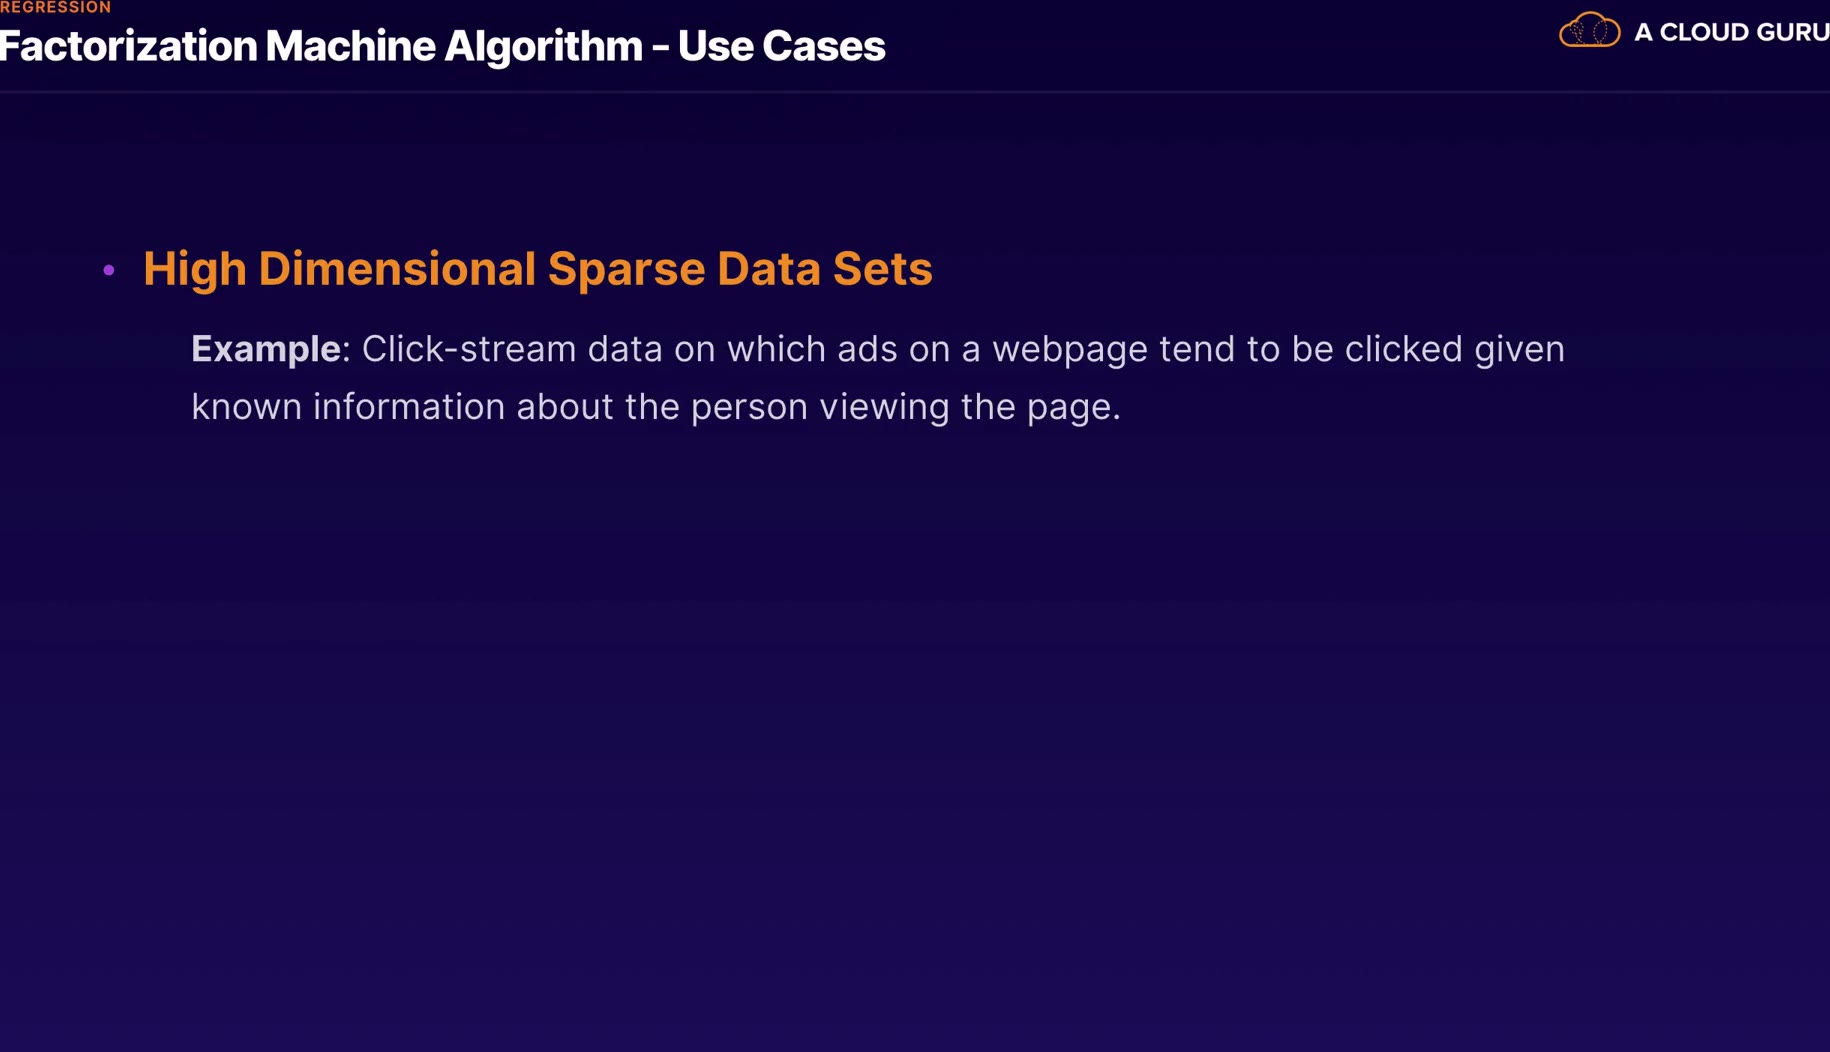 REGRESSION
Factorization Machine Algorithm - Use Cases
A CLOUD GURU
• High Dimensional Sparse Data Sets
Example: Click-stream data on which ads on a webpage tend to be clicked given
known information about the person viewing the page.